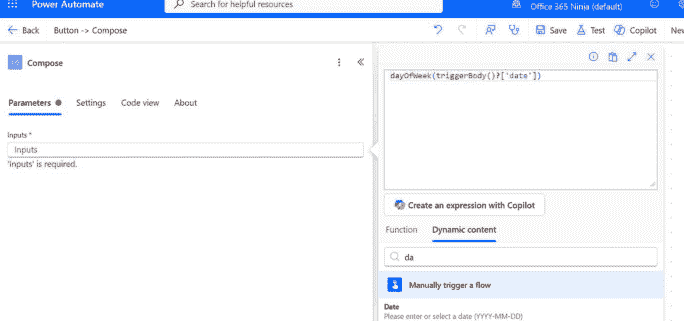 Power Automate
Search for helpful resources
Office 365 Ninja (default)
Back
Button -> Compose
Save
Test
Copilot
New
Compose
Parameters
Settings
Code view
About
Inputs *
Inputs
'Inputs' is required.
dayOfWeek(triggerBody()?['date'])
Create an expression with Copilot
Function
Dynamic content
da
Manually trigger a flow
Date
Please enter or select a date (YYYY-MM-DD)